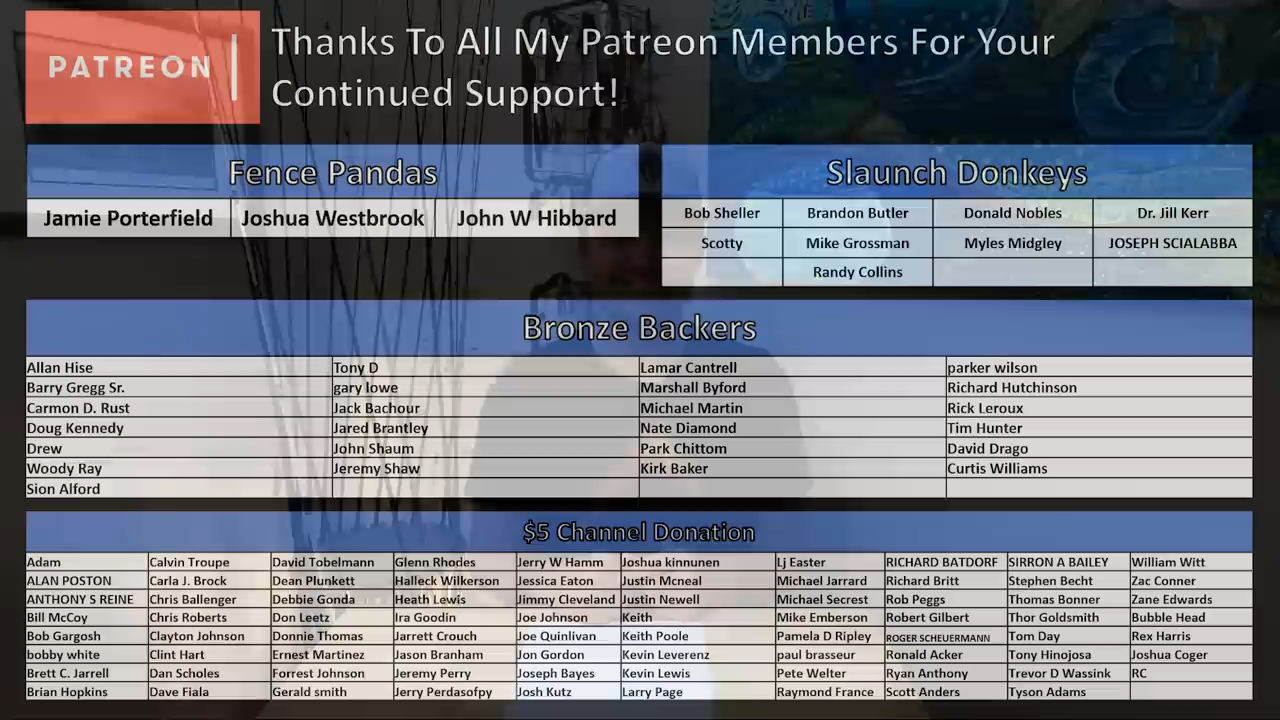 PATREON
Thanks To All My Patreon Members For Your
Continued Support!
Fence Pandas
Jamie Porterfield Joshua Westbrook John W Hibbard
Slaunch Donkeys
Bob Sheller Brandon Butler Donald Nobles Dr. Jill Kerr
Scotty Mike Grossman Myles Midgley JOSEPH SCIALABBA
Randy Collins
Bronze Backers
Allan Hise Tony D Lamar Cantrell parker wilson
Barry Gregg Sr. gary lowe Marshall Byford Richard Hutchinson
Carmon D. Rust Jack Bachour Michael Martin Rick Leroux
Doug Kennedy Jared Brantley Nate Diamond Tim Hunter
Drew John Shaum Park Chittom David Drago
Woody Ray Jeremy Shaw Kirk Baker Curtis Williams
Sion Alford
$5 Channel Donation
Adam Calvin Troupe David Tobelmann Glenn Rhodes Jerry W Hamm Joshua kinnunen Lj Easter RICHARD BATDORF SIRRON A BAILEY William Witt
ALAN POSTON Carla J. Brock Dean Plunkett Halleck Wilkerson Jessica Eaton Justin Mcneal Michael Jarrard Richard Britt Stephen Becht Zac Conner
ANTHONY S REINE Chris Ballenger Debbie Gonda Heath Lewis Jimmy Cleveland Justin Newell Michael Secrest Rob Peggs Thomas Bonner Zane Edwards
Bill McCoy Chris Roberts Don Leetz Ira Goodin Joe Johnson Keith Mike Emberson Robert Gilbert Thor Goldsmith Bubble Head
Bob Gargosh Clayton Johnson Donnie Thomas Jarrett Crouch Joe Quinlivan Keith Poole Pamela D Ripley ROGER SCHEUERMANN Tom Day Rex Harris
bobby white Clint Hart Ernest Martinez Jason Branham Jon Gordon Kevin Leverenz paul brasseur Ronald Acker Tony Hinojosa Joshua Coger
Brett C. Jarrell Dan Scholes Forrest Johnson Jeremy Perry Joseph Bayes Kevin Lewis Pete Welter Ryan Anthony Trevor D Wassink RC
Brian Hopkins Dave Fiala Gerald smith Jerry Perdasofpy Josh Kutz Larry Page Raymond France Scott Anders Tyson Adams